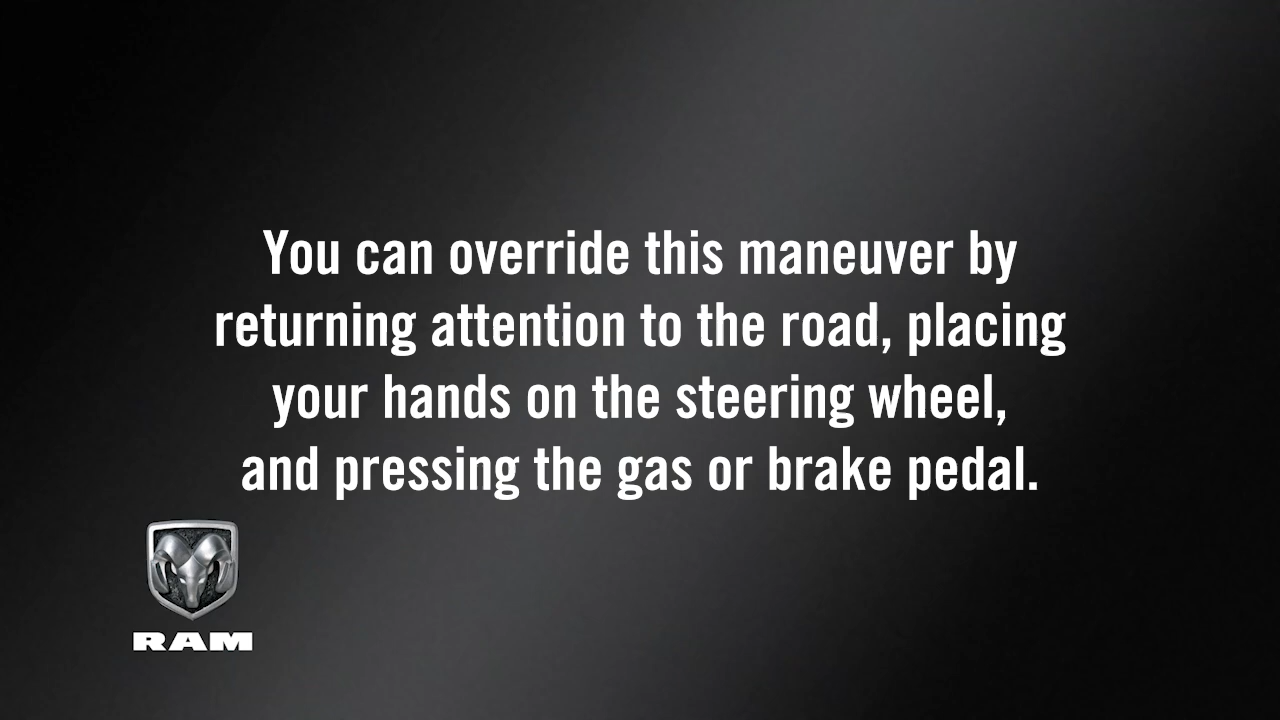 You can override this maneuver by
returning attention to the road, placing
your hands on the steering wheel,
and pressing the gas or brake pedal.
RAM